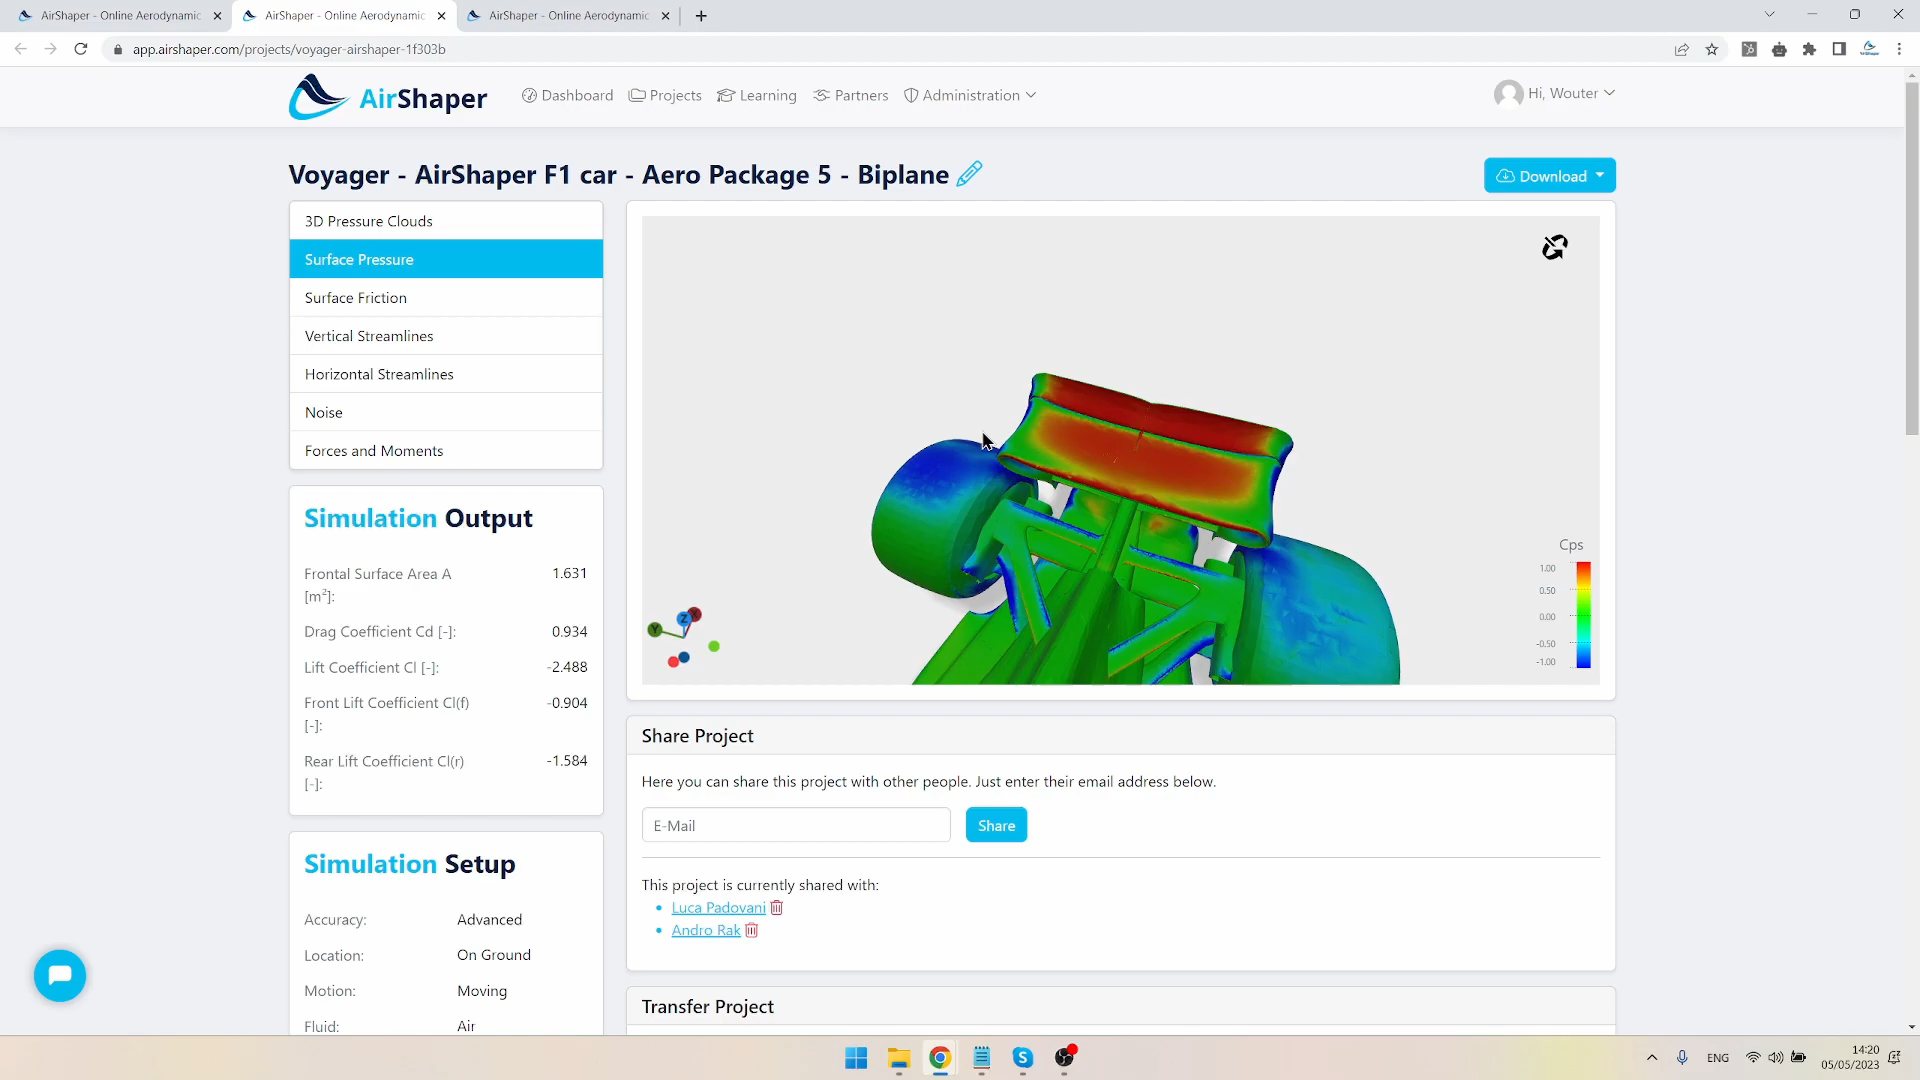 AirShaper - Online Aerodynamic
AirShaper - Online Aerodynamic
AirShaper - Online Aerodynamic
app.airshaper.com/projects/voyager-airshaper-1f303b
AirShaper
Dashboard
Projects
Learning
Partners
Administration
Hi, Wouter
Voyager - AirShaper F1 car - Aero Package 5 - Biplane
Download
3D Pressure Clouds
Surface Pressure
Surface Friction
Vertical Streamlines
Horizontal Streamlines
Noise
Forces and Moments
Cps
1.00
0.50
0.00
-0.50
-1.00
X
Y
Z
Simulation Output
Frontal Surface Area A [m²]: 1.631
Drag Coefficient Cd [-]: 0.934
Lift Coefficient Cl [-]: -2.488
Front Lift Coefficient Cl(f) [-]: -0.904
Rear Lift Coefficient Cl(r) [-]: -1.584
Simulation Setup
Accuracy: Advanced
Location: On Ground
Motion: Moving
Fluid: Air
Share Project
Here you can share this project with other people. Just enter their email address below.
E-Mail
Share
This project is currently shared with:
Luca Padovani
Andro Rak
Transfer Project
ENG
14:20
05/05/2023